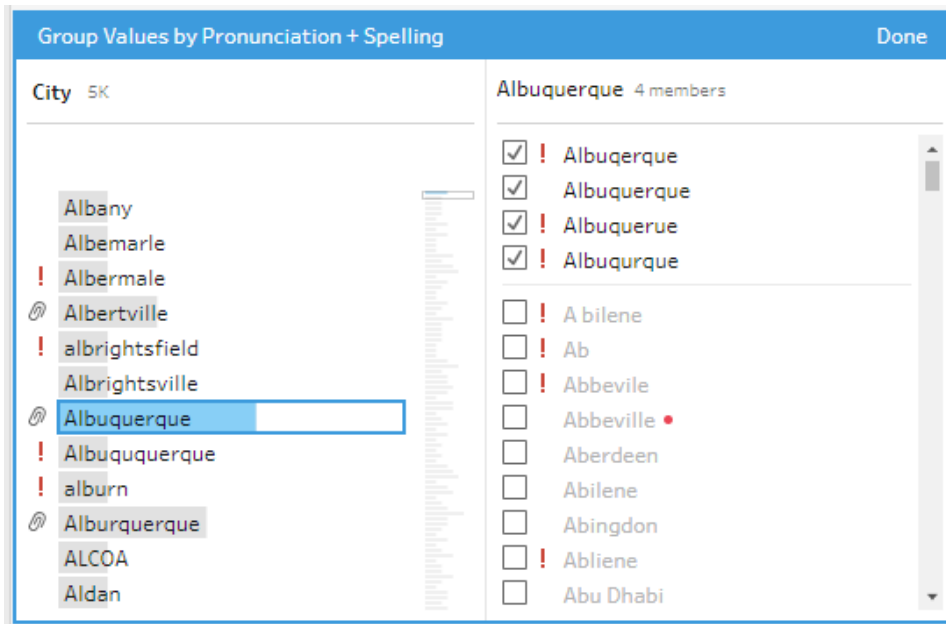 Group Values by Pronunciation + Spelling Done
City 5K
Albany
Albemarle
! Albermale
Albertville
! albrightsfield
Albrightsville
Albuquerque
! Albuququerque
! alburn
Alburquerque
ALCOA
Aldan
Albuquerque 4 members
! Albuqerque
Albuquerque
! Albuquerue
! Albuqurque
! A bilene
! Ab
! Abbevile
Abbeville
Aberdeen
Abilene
Abingdon
! Abliene
Abu Dhabi